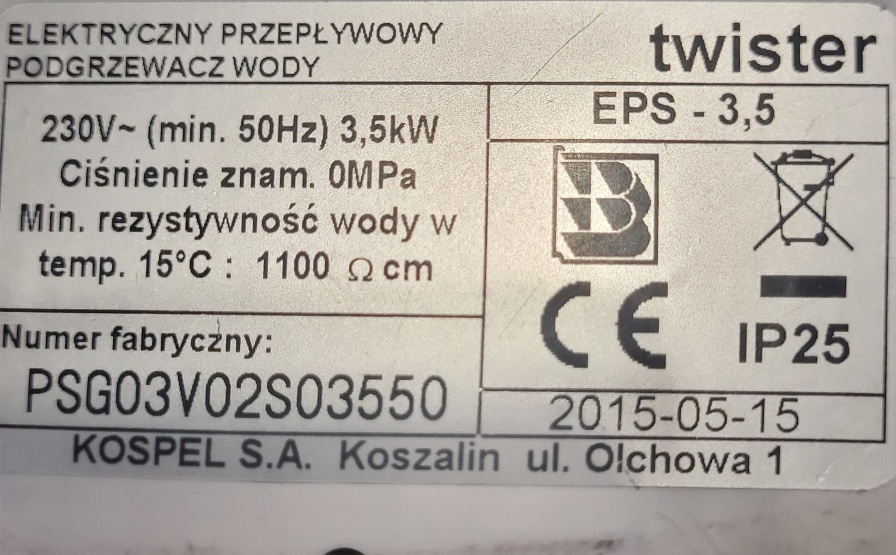 ELEKTRYCZNY PRZEPŁYWOWY
PODGRZEWACZ WODY
twister
230V~ (min. 50Hz) 3,5kW
Ciśnienie znam. 0MPa
Min. rezystywność wody w
temp. 15°C : 1100 Ω cm
EPS - 3,5
B
CE
IP25
Numer fabryczny:
PSG03V02S03550
2015-05-15
KOSPEL S.A. Koszalin ul. Olchowa 1